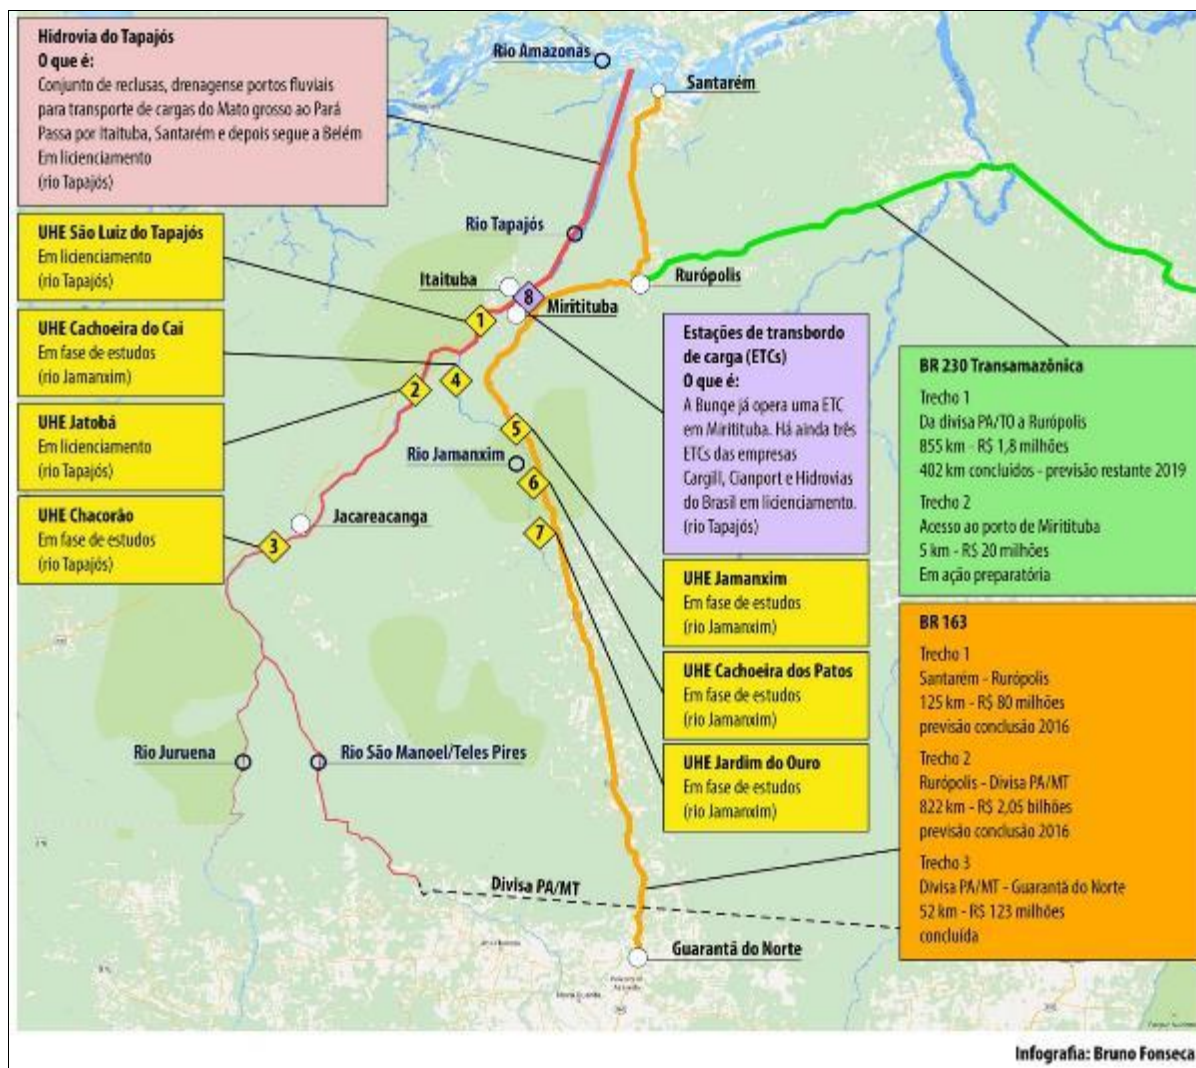 Hidrovia do Tapajós
O que é:
Conjunto de reclusas, drenagense portos fluviais
para transporte de cargas do Mato grosso ao Pará
Passa por Itaituba, Santarém e depois segue a Belém
Em licienciamento
(rio Tapajós)
Rio Amazonas
Santarém
UHE São Luiz do Tapajós
Em licienciamento
(rio Tapajós)
Rio Tapajós
Itaituba
8
Miritituba
Rurópolis
1
UHE Cachoeira do Caí
Em fase de estudos
(rio Jamanxim)
4
2
UHE Jatobá
Em licienciamento
(rio Tapajós)
5
Rio Jamanxim
6
7
UHE Chacorão
Em fase de estudos
(rio Tapajós)
Jacareacanga
3
Estações de transbordo
de carga (ETCs)
O que é:
A Bunge já opera uma ETC
em Miritituba. Há ainda três
ETCs das empresas
Cargill, Cianport e Hidrovias
do Brasil em licienciamento.
(rio Tapajós)
BR 230 Transamazônica
Trecho 1
Da divisa PA/TO a Rurópolis
855 km - R$ 1,8 milhões
402 km concluídos - previsão restante 2019
Trecho 2
Acesso ao porto de Miritituba
5 km - R$ 20 milhões
Em ação preparatória
UHE Jamanxim
Em fase de estudos
(rio Jamanxim)
UHE Cachoeira dos Patos
Em fase de estudos
(rio Jamanxim)
UHE Jardim do Ouro
Em fase de estudos
(rio Jamanxim)
BR 163
Trecho 1
Santarém - Rurópolis
125 km - R$ 80 milhões
previsão conclusão 2016
Trecho 2
Rurópolis - Divisa PA/MT
822 km - R$ 2,05 bilhões
previsão conclusão 2016
Trecho 3
Divisa PA/MT - Guarantã do Norte
52 km - R$ 123 milhões
concluída
Rio Juruena
Rio São Manoel/Teles Pires
Divisa PA/MT
Guarantã do Norte
Infografia: Bruno Fonseca